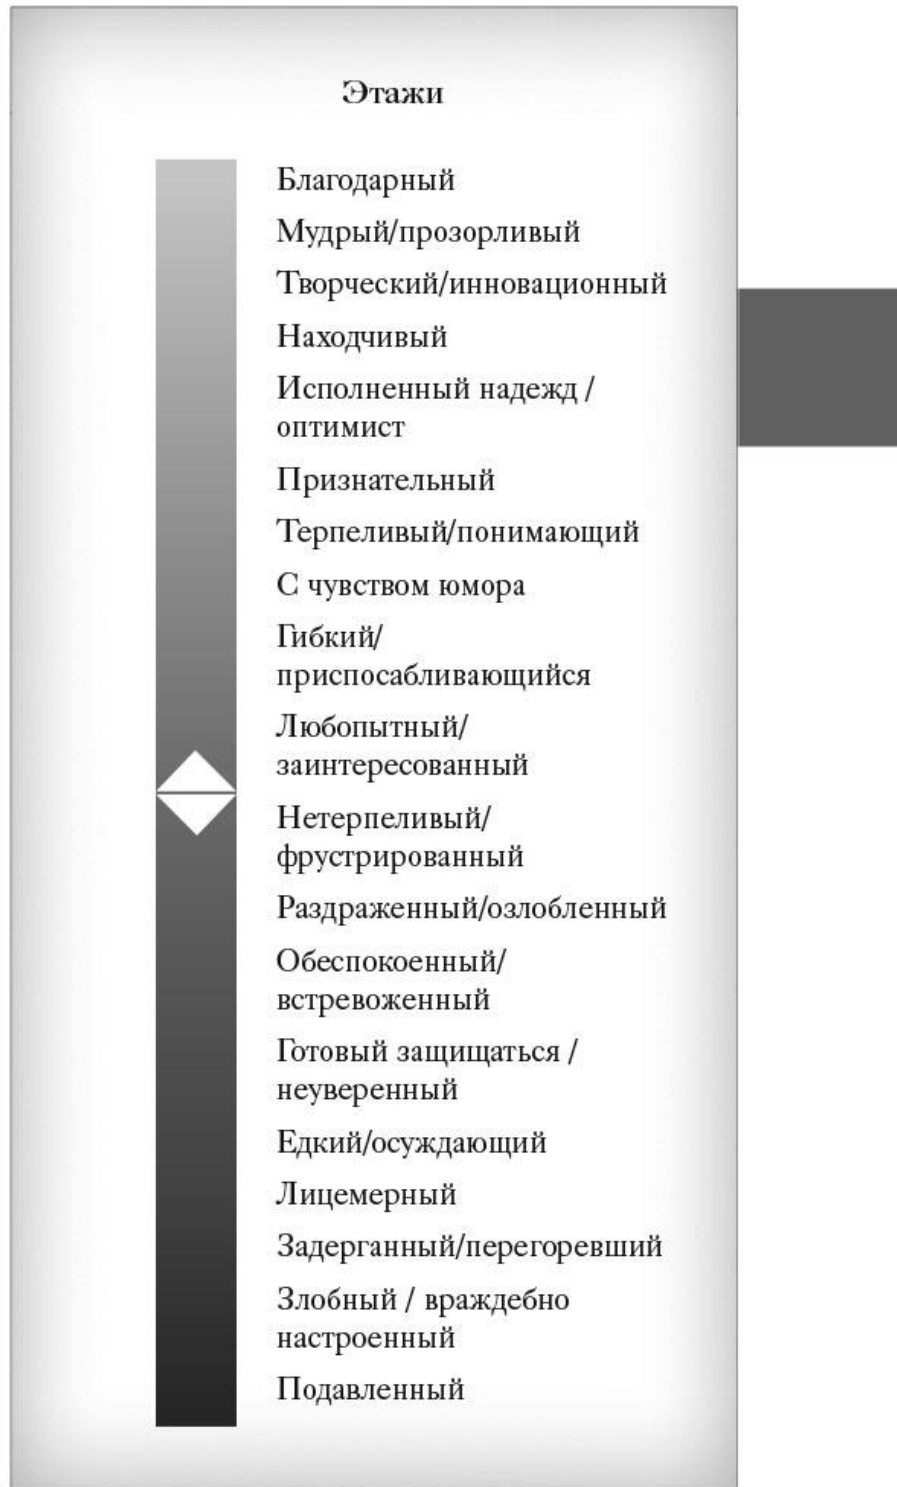 Этажи
Благодарный
Мудрый/прозорливый
Творческий/инновационный
Находчивый
Исполненный надежд /
оптимист
Признательный
Терпеливый/понимающий
С чувством юмора
Гибкий/
приспосабливающийся
Любопытный/
заинтересованный
Нетерпеливый/
фрустрированный
Раздраженный/озлобленный
Обеспокоенный/
встревоженный
Готовый защищаться /
неуверенный
Едкий/осуждающий
Лицемерный
Задерганный/перегоревший
Злобный / враждебно
настроенный
Подавленный